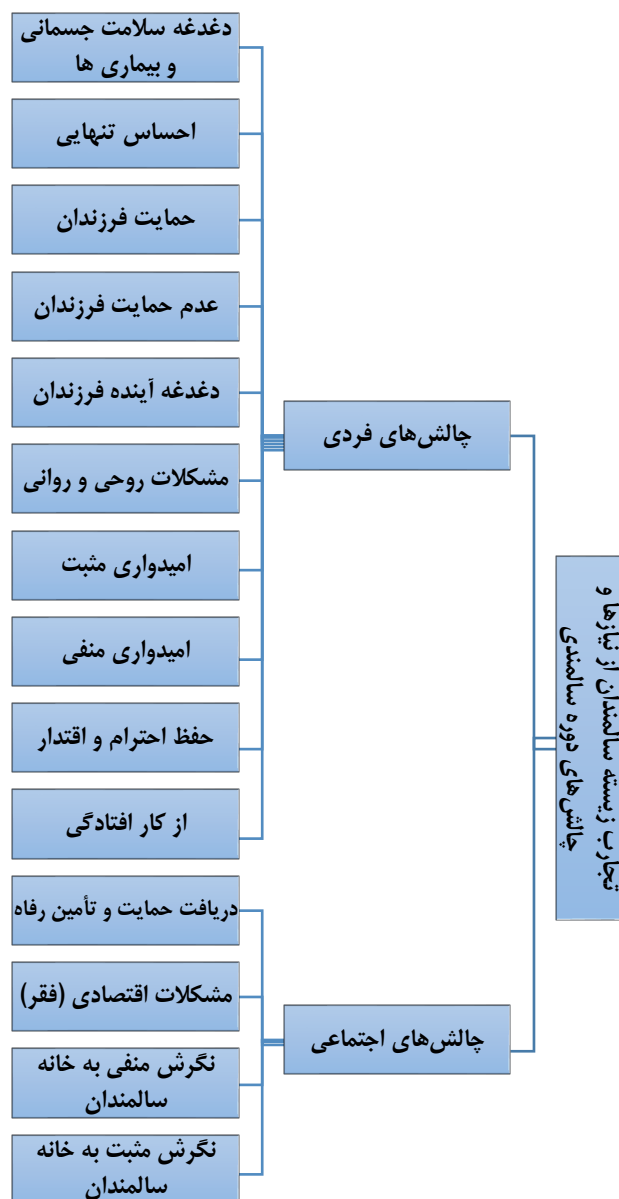 تجارب زیسته سالمندان از نیازها و
چالش‌های دوره سالمندی
چالش‌های فردی
دغدغه سلامت جسمانی
و بیماری ها
احساس تنهایی
حمایت فرزندان
عدم حمایت فرزندان
دغدغه آینده فرزندان
مشکلات روحی و روانی
امیدواری مثبت
امیدواری منفی
حفظ احترام و اقتدار
از کار افتادگی
چالش‌های اجتماعی
دریافت حمایت و تأمین رفاه
مشکلات اقتصادی (فقر)
نگرش منفی به خانه
سالمندان
نگرش مثبت به خانه
سالمندان